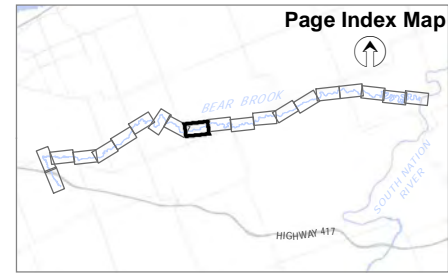 Page Index Map
BEAR BROOK
SOUTH NATION
RIVER
HIGHWAY 417